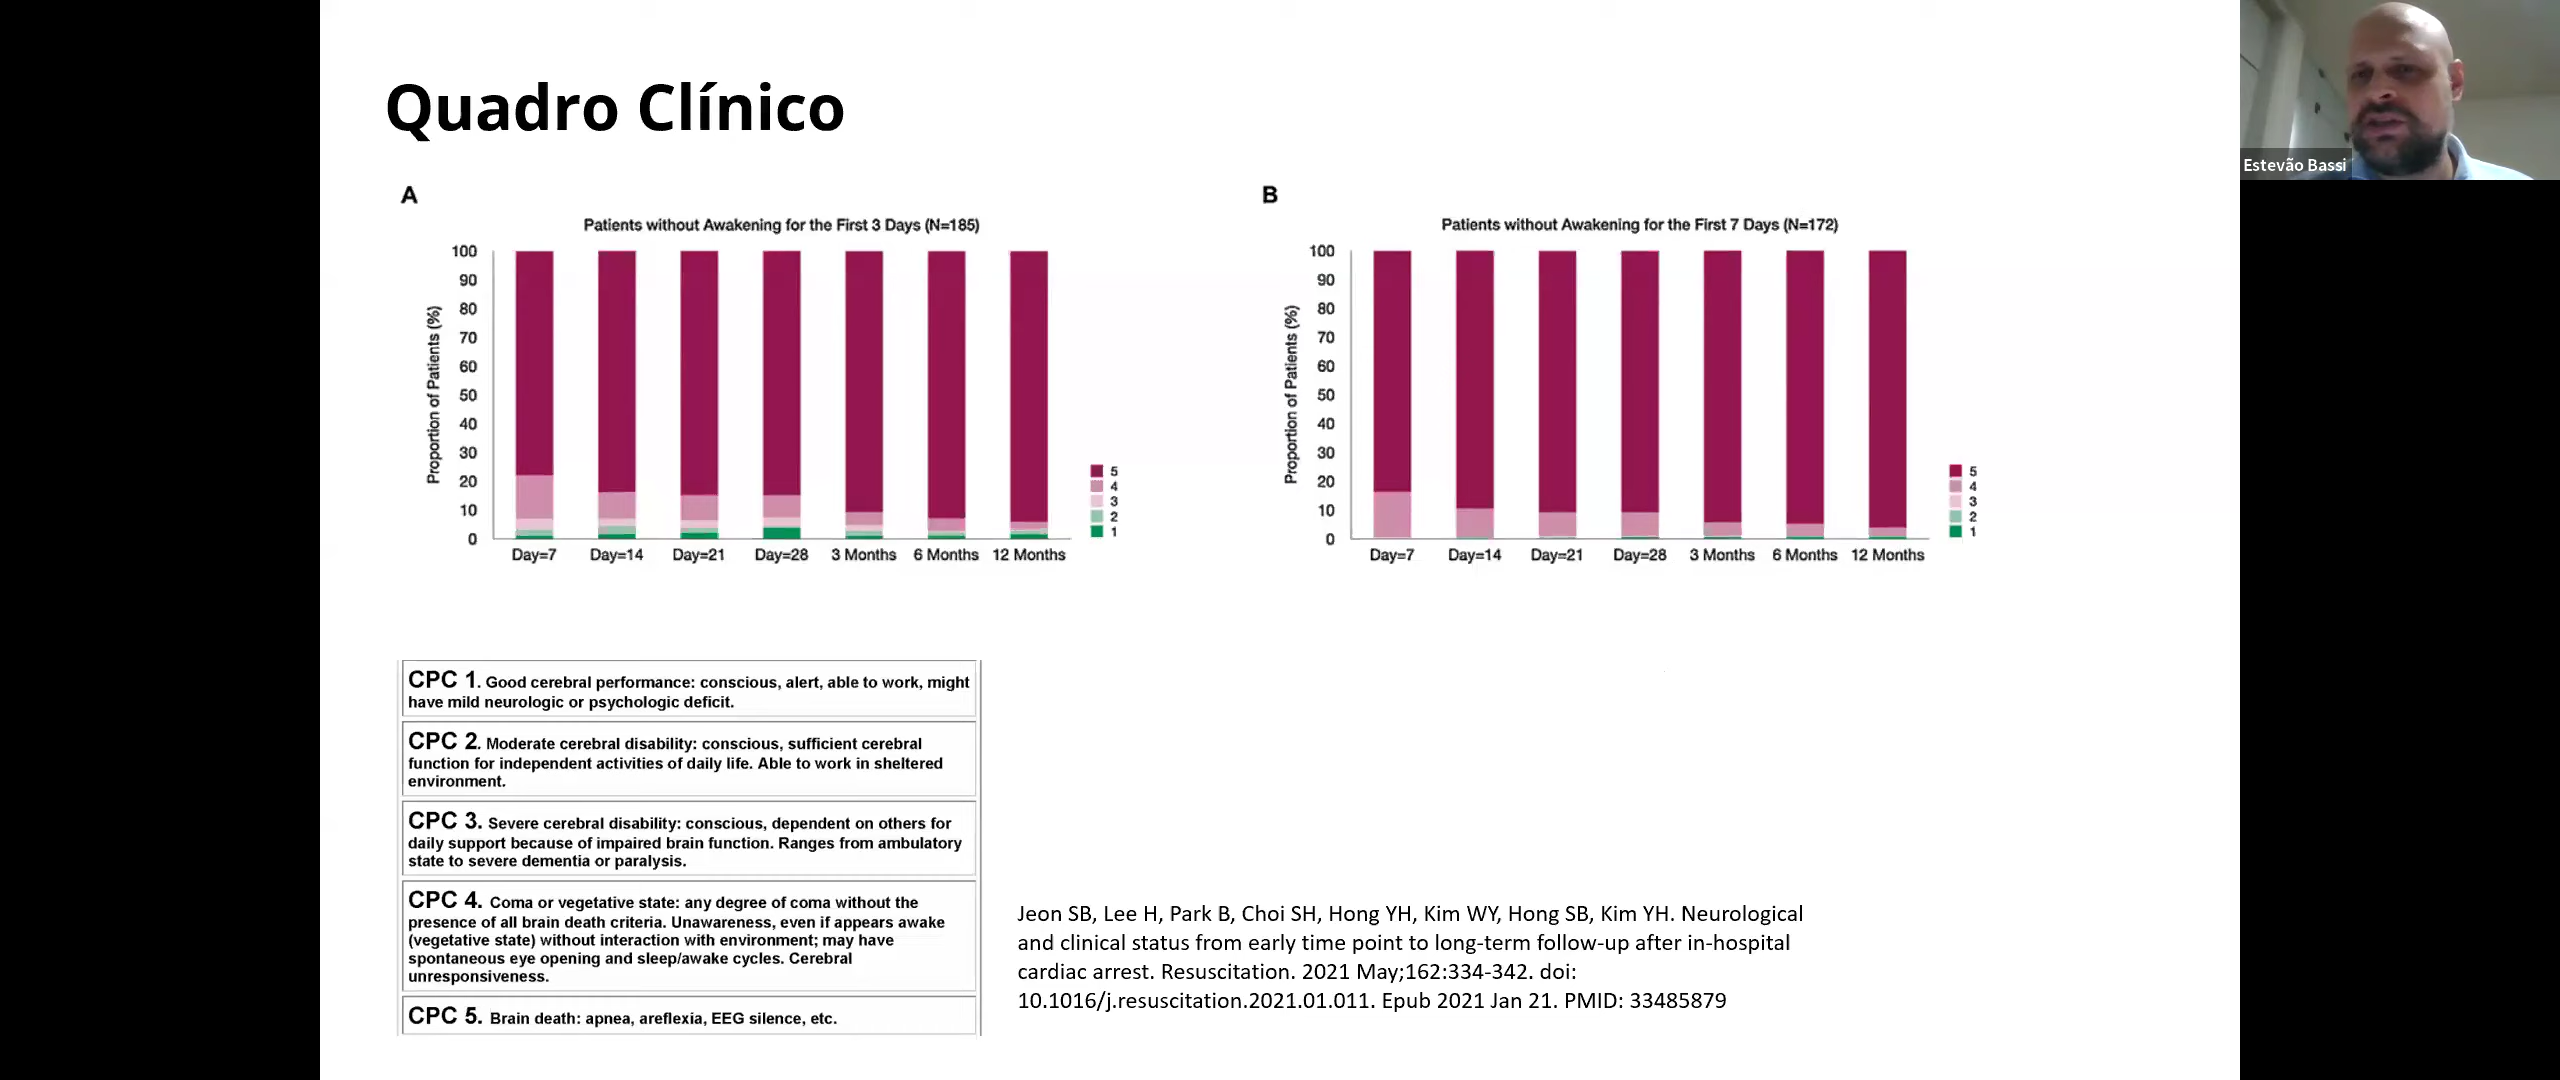 Quadro Clínico
Estevão Bassi
A
Patients without Awakening for the First 3 Days (N=185)
Proportion of Patients (%)
100
90
80
70
60
50
40
30
20
10
0
Day=7 Day=14 Day=21 Day=28 3 Months 6 Months 12 Months
5
4
3
2
1
B
Patients without Awakening for the First 7 Days (N=172)
Proportion of Patients (%)
100
90
80
70
60
50
40
30
20
10
0
Day=7 Day=14 Day=21 Day=28 3 Months 6 Months 12 Months
5
4
3
2
1
CPC 1. Good cerebral performance: conscious, alert, able to work, might
have mild neurologic or psychologic deficit.
CPC 2. Moderate cerebral disability: conscious, sufficient cerebral
function for independent activities of daily life. Able to work in sheltered
environment.
CPC 3. Severe cerebral disability: conscious, dependent on others for
daily support because of impaired brain function. Ranges from ambulatory
state to severe dementia or paralysis.
CPC 4. Coma or vegetative state: any degree of coma without the
presence of all brain death criteria. Unawareness, even if appears awake
(vegetative state) without interaction with environment; may have
spontaneous eye opening and sleep/awake cycles. Cerebral
unresponsiveness.
CPC 5. Brain death: apnea, areflexia, EEG silence, etc.
Jeon SB, Lee H, Park B, Choi SH, Hong YH, Kim WY, Hong SB, Kim YH. Neurological
and clinical status from early time point to long-term follow-up after in-hospital
cardiac arrest. Resuscitation. 2021 May;162:334-342. doi:
10.1016/j.resuscitation.2021.01.011. Epub 2021 Jan 21. PMID: 33485879